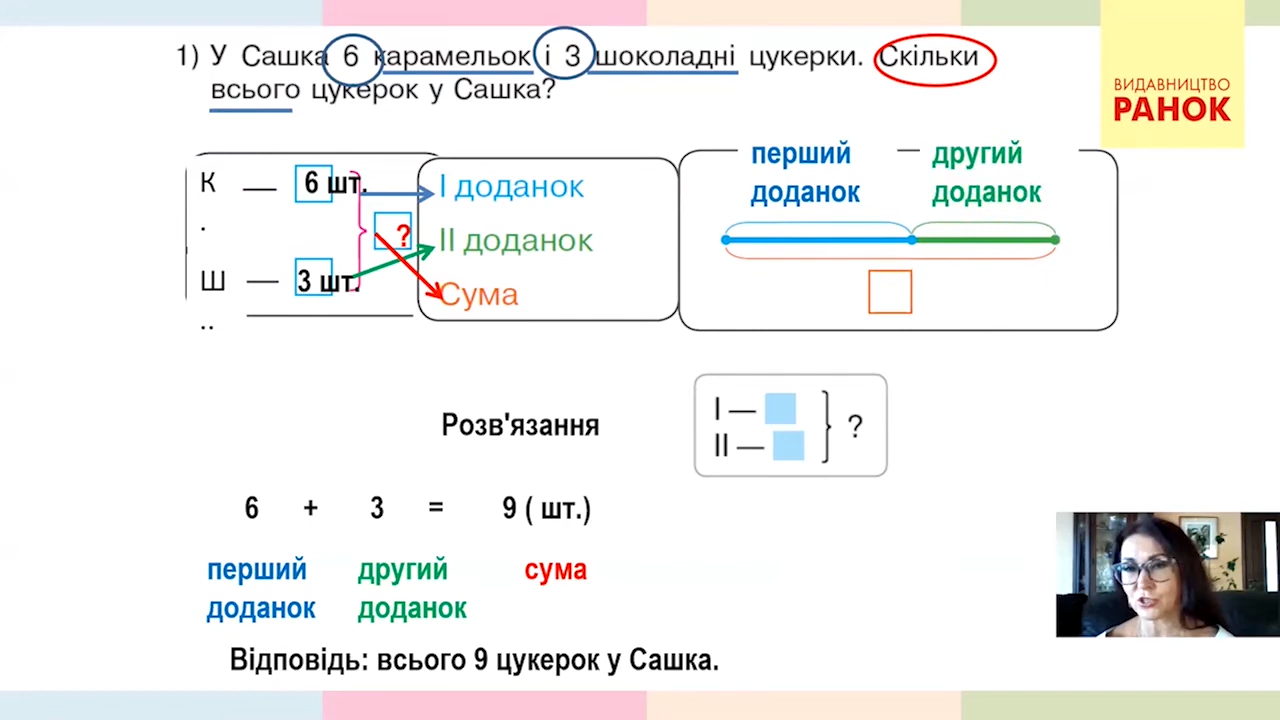 1) У Сашка 6 карамельок і 3 шоколадні цукерки. Скільки
всього цукерок у Сашка?
ВИДАВНИЦТВО
РАНОК
К — 6 шт.
.
?
Ш — 3 шт.
..
I доданок
II доданок
Сума
перший другий
доданок доданок
Розв'язання
I —
II —
?
6 + 3 = 9 ( шт.)
перший другий сума
доданок доданок
Відповідь: всього 9 цукерок у Сашка.